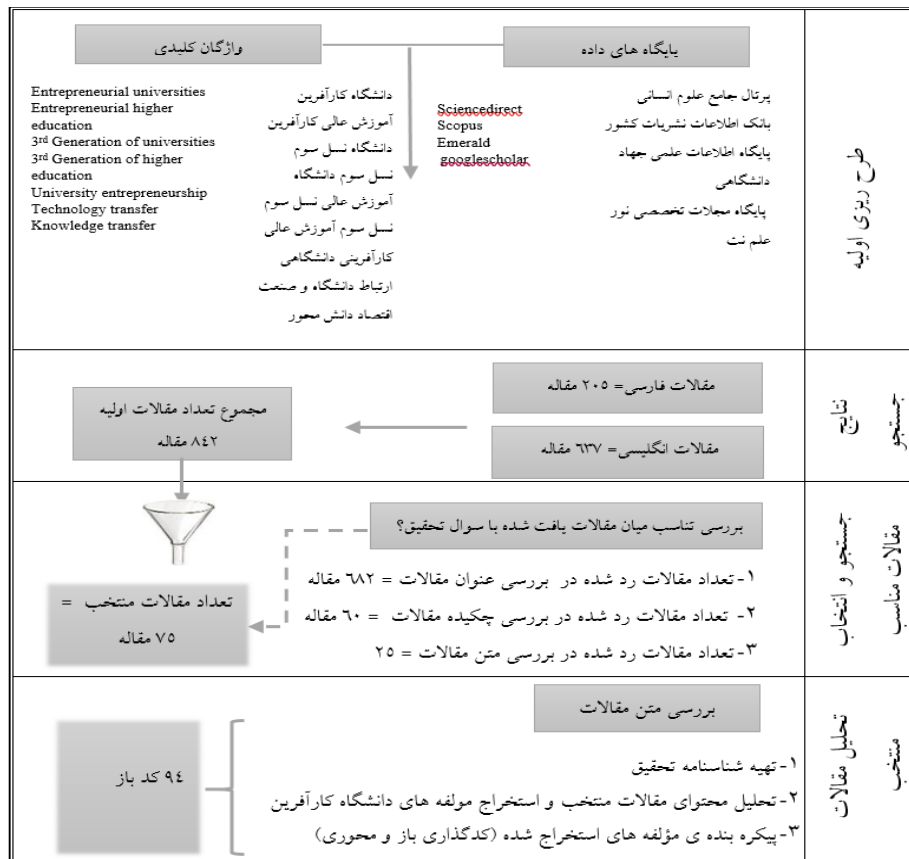 پایگاه های داده
واژگان کلیدی
پرتال جامع علوم انسانی
بانک اطلاعات نشریات کشور
پایگاه اطلاعات علمی جهاد
دانشگاهی
پایگاه مجلات تخصصی نور
علم نت
Sciencedirect
Scopus
Emerald
googlescholar
دانشگاه کارآفرین
آموزش عالی کارآفرین
دانشگاه نسل سوم
نسل سوم دانشگاه
آموزش عالی نسل سوم
نسل سوم آموزش عالی
کارآفرینی دانشگاهی
ارتباط دانشگاه و صنعت
اقتصاد دانش محور
Entrepreneurial universities
Entrepreneurial higher
education
3rd Generation of universities
3rd Generation of higher
education
University entrepreneurship
Technology transfer
Knowledge transfer
طرح ریزی اولیه
مقالات فارسی= ۲۰۵ مقاله
مقالات انگلیسی= ۶۳۷ مقاله
مجموع تعداد مقالات اولیه
۸۴۲ مقاله
نتایج
جستجو
بررسی تناسب میان مقالات یافت شده با سوال تحقیق؟
۱- تعداد مقالات رد شده در بررسی عنوان مقالات = ۶۸۲ مقاله
۲- تعداد مقالات رد شده در بررسی چکیده مقالات = ۶۰ مقاله
۳- تعداد مقالات رد شده در بررسی متن مقالات = ۲۵
تعداد مقالات منتخب =
۷۵ مقاله
جستجو و انتخاب
مقالات مناسب
بررسی متن مقالات
۱- تهیه شناسنامه تحقیق
۲- تحلیل محتوای مقالات منتخب و استخراج مولفه های دانشگاه کارآفرین
۳- پیکره بنده ی مؤلفه های استخراج شده (کدگذاری باز و محوری)
۹۴ کد باز
تحلیل مقالات
منتخب